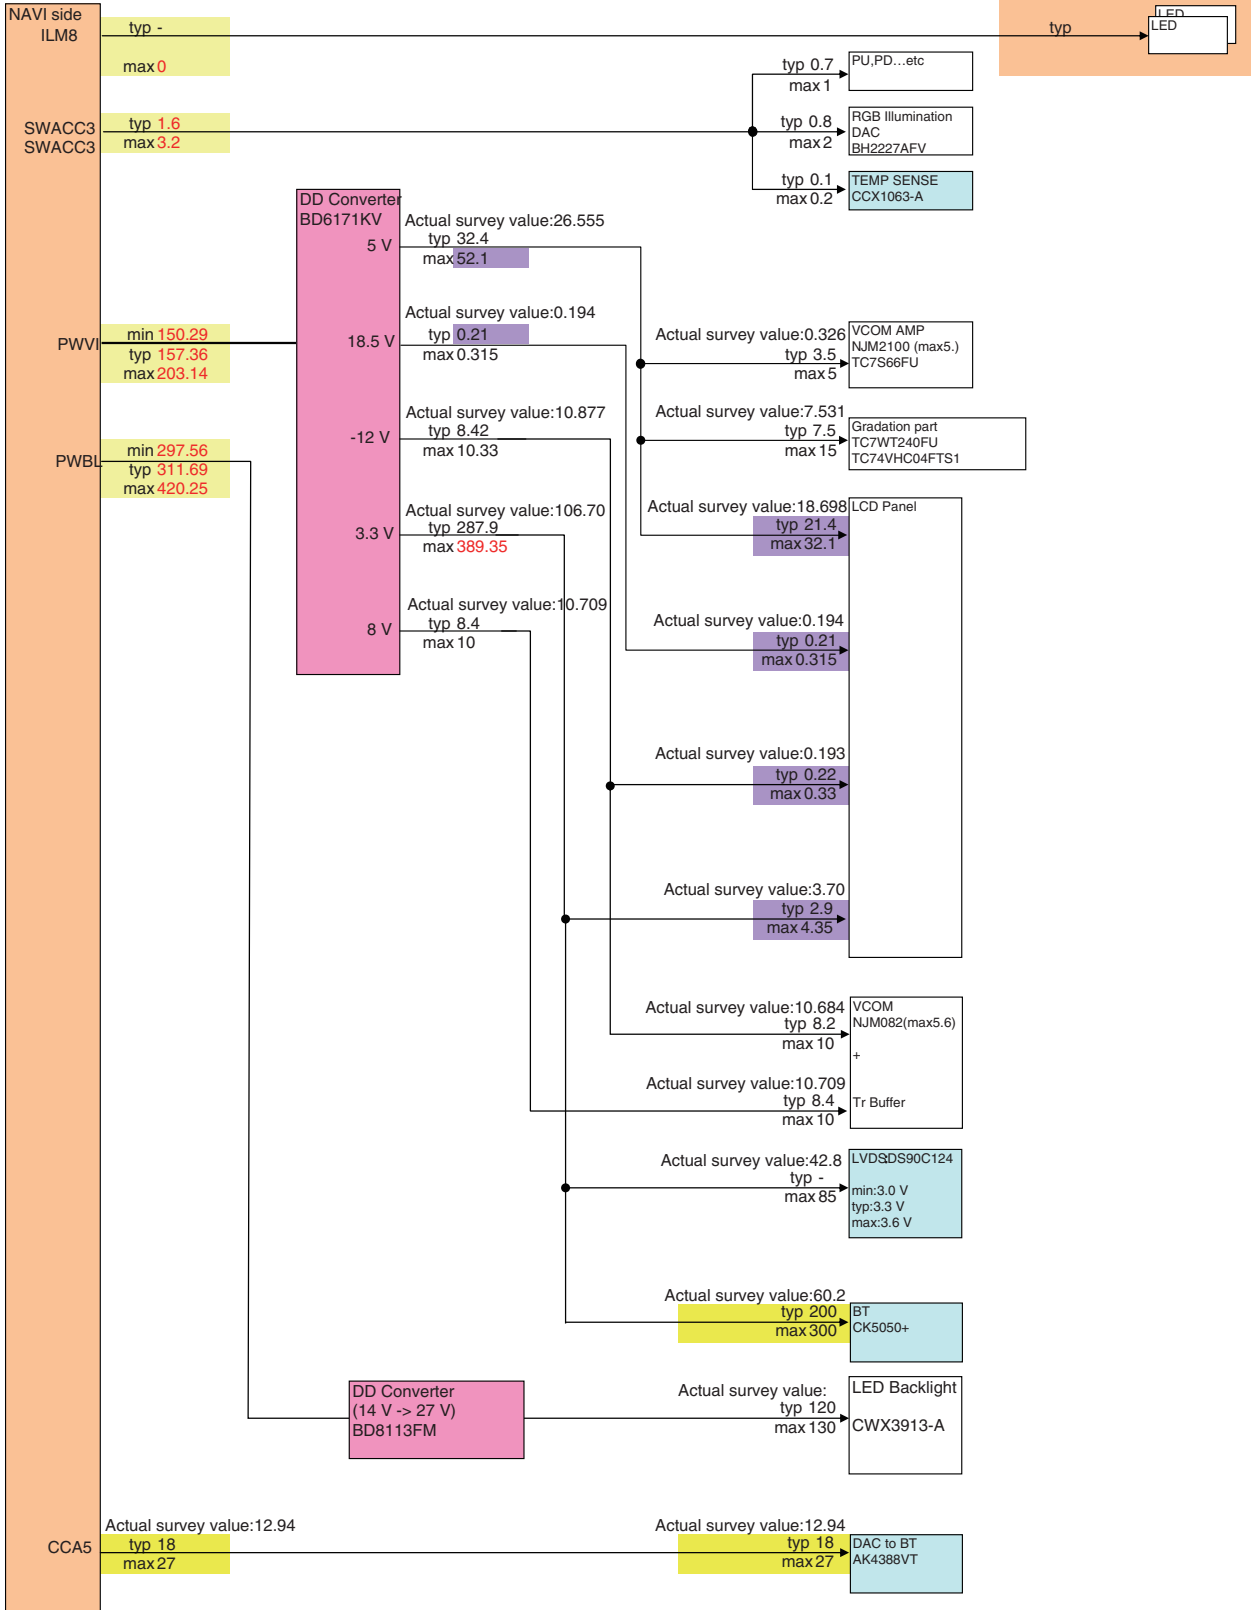 NAVI side
ILM8
typ -
max 0
typ
LED
LED
SWACC3
SWACC3
typ 1.6
max 3.2
typ 0.7
max 1
PU,PD...etc
typ 0.8
max 2
RGB Illumination
DAC
BH2227AFV
typ 0.1
max 0.2
TEMP SENSE
CCX1063-A
DD Converter
BD6171KV
5 V
Actual survey value:26.555
typ 32.4
max 52.1
18.5 V
Actual survey value:0.194
typ 0.21
max 0.315
-12 V
Actual survey value:10.877
typ 8.42
max 10.33
3.3 V
Actual survey value:106.70
typ 287.9
max 389.35
8 V
Actual survey value:10.709
typ 8.4
max 10
PWVI
min 150.29
typ 157.36
max 203.14
PWBL
min 297.56
typ 311.69
max 420.25
Actual survey value:0.326
typ 3.5
max 5
VCOM AMP
NJM2100 (max5.)
TC7S66FU
Actual survey value:7.531
typ 7.5
max 15
Gradation part
TC7WT240FU
TC74VHC04FTS1
Actual survey value:18.698
typ 21.4
max 32.1
LCD Panel
Actual survey value:0.194
typ 0.21
max 0.315
Actual survey value:0.193
typ 0.22
max 0.33
Actual survey value:3.70
typ 2.9
max 4.35
Actual survey value:10.684
typ 8.2
max 10
VCOM
NJM082(max5.6)
+
Tr Buffer
Actual survey value:10.709
typ 8.4
max 10
Actual survey value:42.8
typ -
max 85
LVDS:DS90C124
min:3.0 V
typ:3.3 V
max:3.6 V
Actual survey value:60.2
typ 200
max 300
BT
CK5050+
DD Converter
(14 V -> 27 V)
BD8113FM
Actual survey value:
typ 120
max 130
LED Backlight
CWX3913-A
CCA5
Actual survey value:12.94
typ 18
max 27
Actual survey value:12.94
typ 18
max 27
DAC to BT
AK4388VT